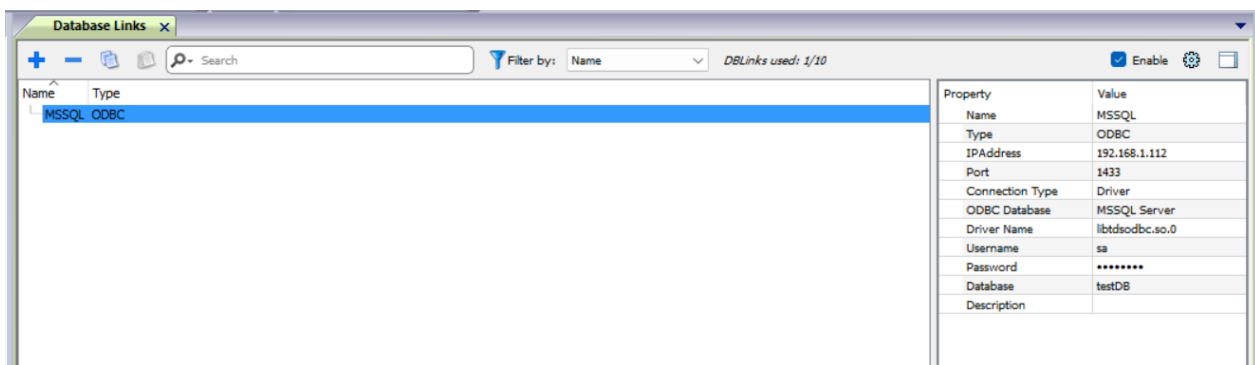 Database Links
Search
Filter by:
Name
DBLinks used: 1/10
Enable
Name Type
MSSQL ODBC
Property Value
Name MSSQL
Type ODBC
IPAddress 192.168.1.112
Port 1433
Connection Type Driver
ODBC Database MSSQL Server
Driver Name libtdsodbc.so.0
Username sa
Password ••••••••
Database testDB
Description